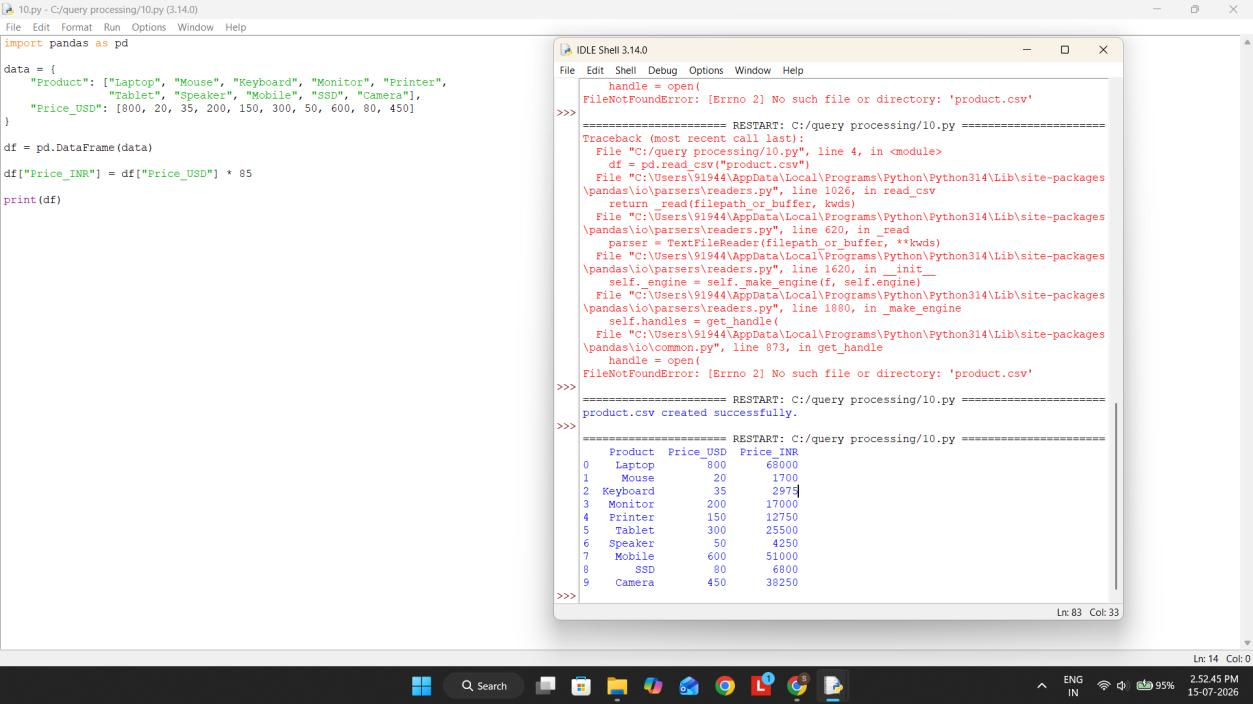 10.py - C:/query processing/10.py (3.14.0)
File Edit Format Run Options Window Help
import pandas as pd
data = {
    "Product": ["Laptop", "Mouse", "Keyboard", "Monitor", "Printer",
                "Tablet", "Speaker", "Mobile", "SSD", "Camera"],
    "Price_USD": [800, 20, 35, 200, 150, 300, 50, 600, 80, 450]
}
df = pd.DataFrame(data)
df["Price_INR"] = df["Price_USD"] * 85
print(df)
Ln: 14 Col: 0
IDLE Shell 3.14.0
File Edit Shell Debug Options Window Help
    handle = open(
FileNotFoundError: [Errno 2] No such file or directory: 'product.csv'
>>>
====================== RESTART: C:/query processing/10.py ======================
Traceback (most recent call last):
  File "C:/query processing/10.py", line 4, in <module>
    df = pd.read_csv("product.csv")
  File "C:\Users\91944\AppData\Local\Programs\Python\Python314\Lib\site-packages
\pandas\io\parsers\readers.py", line 1026, in read_csv
    return _read(filepath_or_buffer, kwds)
  File "C:\Users\91944\AppData\Local\Programs\Python\Python314\Lib\site-packages
\pandas\io\parsers\readers.py", line 620, in _read
    parser = TextFileReader(filepath_or_buffer, **kwds)
  File "C:\Users\91944\AppData\Local\Programs\Python\Python314\Lib\site-packages
\pandas\io\parsers\readers.py", line 1620, in __init__
    self._engine = self._make_engine(f, self.engine)
  File "C:\Users\91944\AppData\Local\Programs\Python\Python314\Lib\site-packages
\pandas\io\parsers\readers.py", line 1880, in _make_engine
    self.handles = get_handle(
  File "C:\Users\91944\AppData\Local\Programs\Python\Python314\Lib\site-packages
\pandas\io\common.py", line 873, in get_handle
    handle = open(
FileNotFoundError: [Errno 2] No such file or directory: 'product.csv'
>>>
====================== RESTART: C:/query processing/10.py ======================
product.csv created successfully.
>>>
====================== RESTART: C:/query processing/10.py ======================
    Product  Price_USD  Price_INR
0    Laptop        800      68000
1     Mouse         20       1700
2  Keyboard         35       2975
3   Monitor        200      17000
4   Printer        150      12750
5    Tablet        300      25500
6   Speaker         50       4250
7    Mobile        600      51000
8       SSD         80       6800
9    Camera        450      38250
>>>
Ln: 83 Col: 33
Search
L 1
S
ENG
IN
95%
2.52.45 PM
15-07-2026